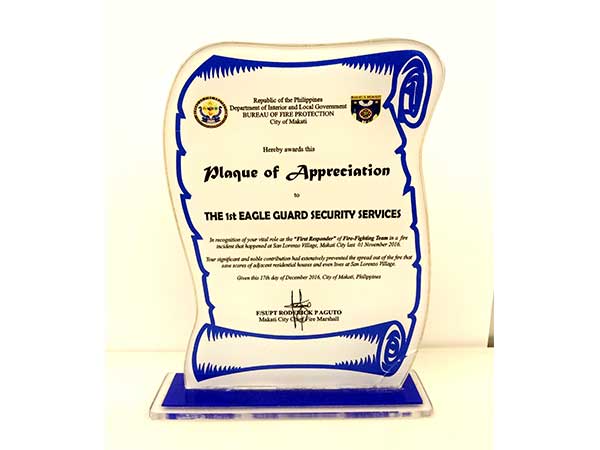 Republic of the Philippines
Department of Interior and Local Government
BUREAU OF FIRE PROTECTION
City of Makati
Hereby awards this
Plaque of Appreciation
to
THE 1st EAGLE GUARD SECURITY SERVICES
In recognition of your vital role as the "First Responder" of Fire-Fighting Team in a fire
incident that happened at San Lorenzo Village, Makati City last 01 November 2016.
Your significant and noble contribution had extensively prevented the spread out of the fire that
save scores of adjacent residential houses and even lives at San Lorenzo Village.
Given this 17th day of December 2016, City of Makati, Philippines
F/SUPT RODERICK P AGUTO
Makati City Chief Fire Marshall